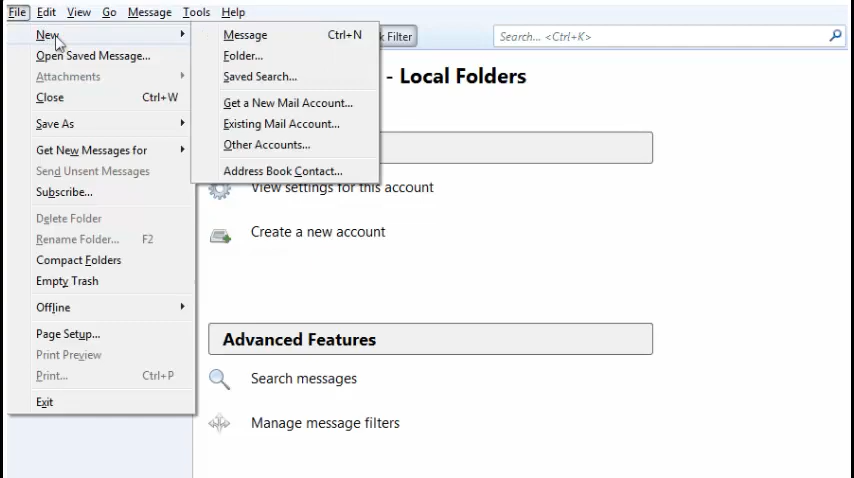 File Edit View Go Message Tools Help
New
Open Saved Message...
Attachments
Close Ctrl+W
Save As
Get New Messages for
Send Unsent Messages
Subscribe...
Delete Folder
Rename Folder... F2
Compact Folders
Empty Trash
Offline
Page Setup...
Print Preview
Print... Ctrl+P
Exit
Message Ctrl+N
Folder...
Saved Search...
Get a New Mail Account...
Existing Mail Account...
Other Accounts...
Address Book Contact...
Filter
Search... <Ctrl+K>
- Local Folders
View settings for this account
Create a new account
Advanced Features
Search messages
Manage message filters